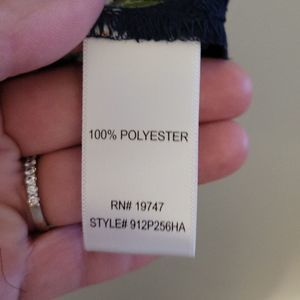 100% POLYESTER
RN# 19747
STYLE# 912P256HA